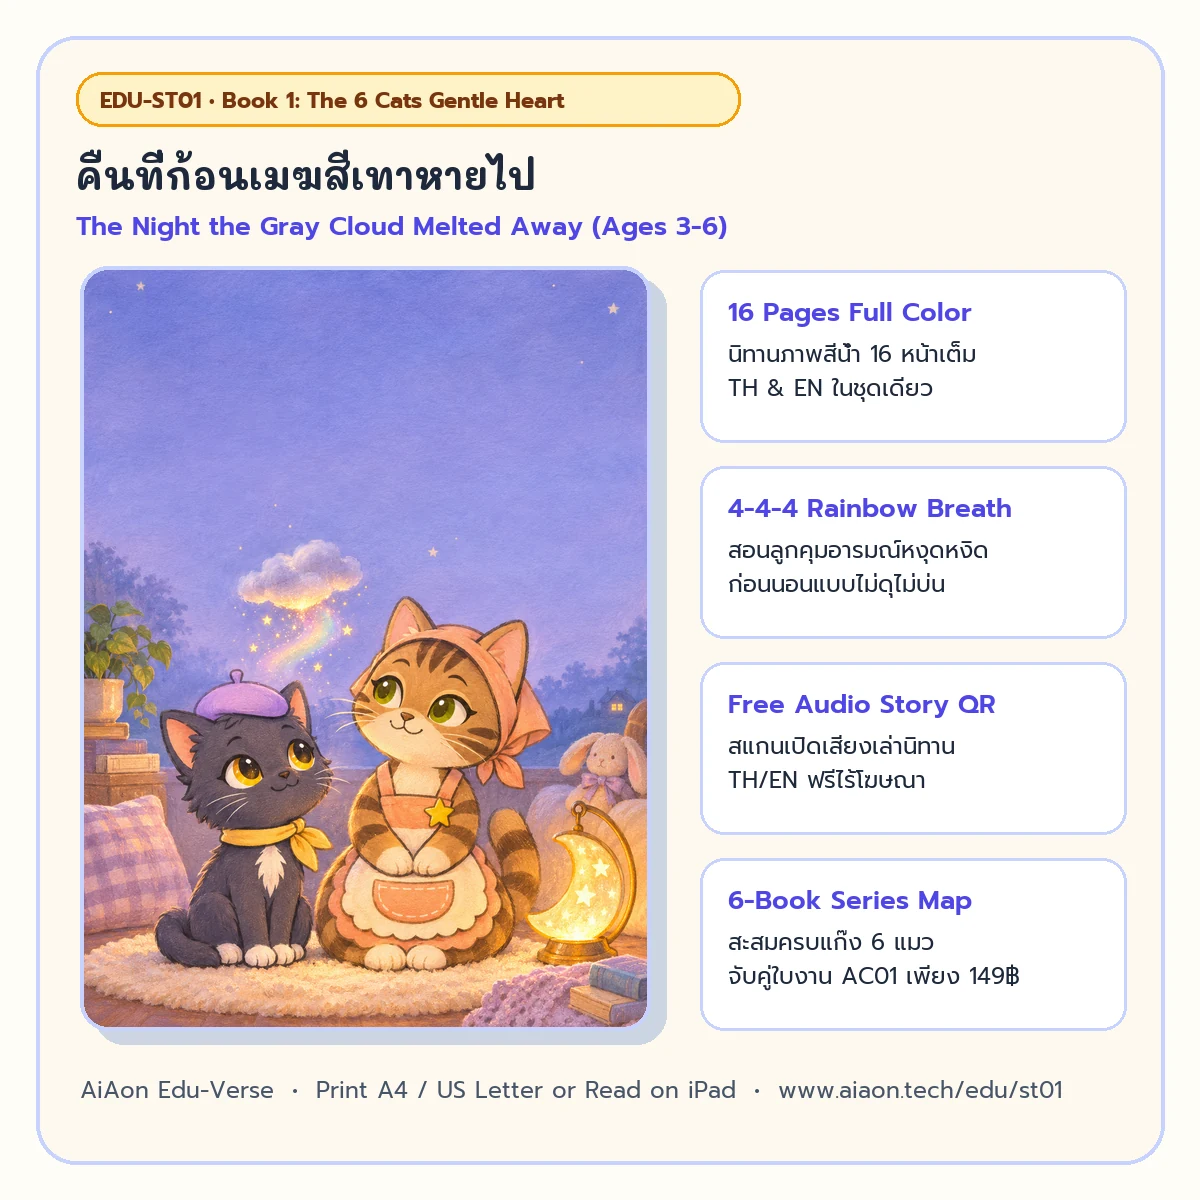 EDU-ST01 · Book 1: The 6 Cats Gentle Heart
คืนที่ก้อนเมฆสีเทาหายไป
The Night the Gray Cloud Melted Away (Ages 3-6)
16 Pages Full Color
นิทานภาพสีน้ำ 16 หน้าเต็ม
TH & EN ในชุดเดียว
4-4-4 Rainbow Breath
สอนลูกคุมอารมณ์หงุดหงิด
ก่อนนอนแบบไม่ดุไม่บ่น
Free Audio Story QR
สแกนเปิดเสียงเล่านิทาน
TH/EN ฟรีไร้โฆษณา
6-Book Series Map
สะสมครบแก๊ง 6 แมว
จับคู่ใบงาน AC01 เพียง 149฿
AiAon Edu-Verse · Print A4 / US Letter or Read on iPad · www.aiaon.tech/edu/st01